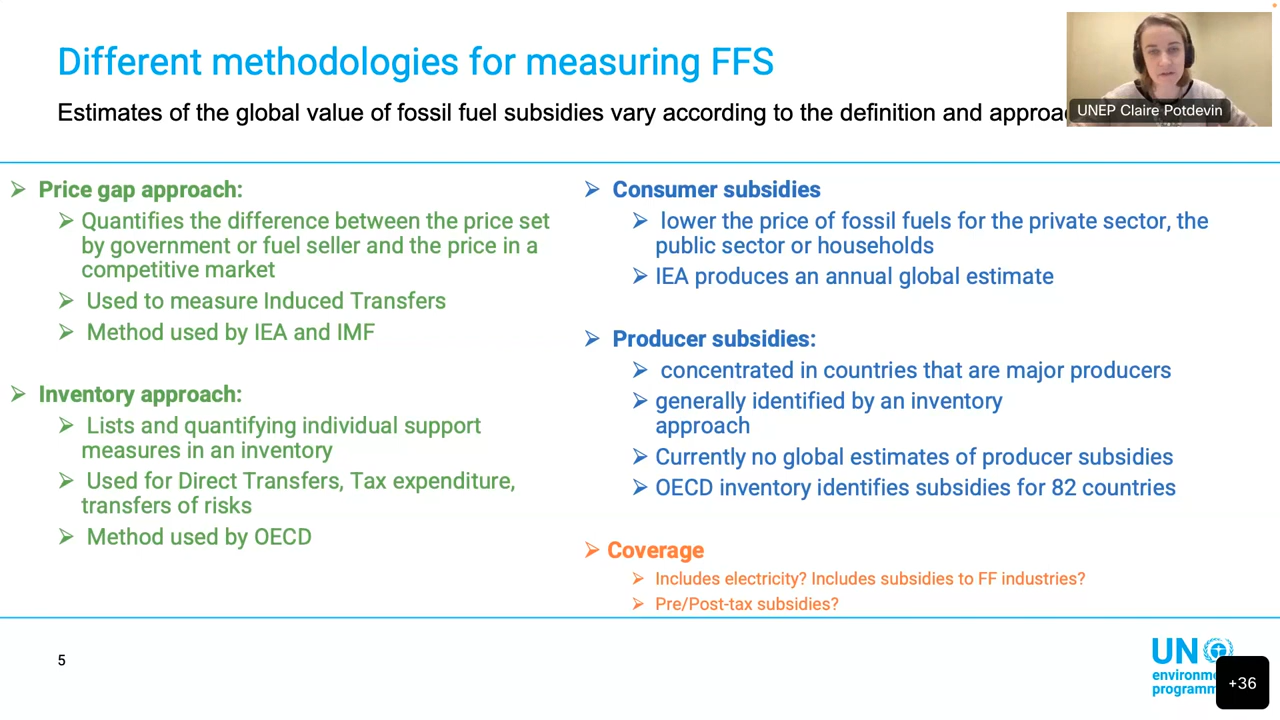 Different methodologies for measuring FFS
Estimates of the global value of fossil fuel subsidies vary according to the definition and
UNEP Claire Potdevin
Price gap approach:
Quantifies the difference between the price set
by government or fuel seller and the price in a
competitive market
Used to measure Induced Transfers
Method used by IEA and IMF
Inventory approach:
Lists and quantifying individual support
measures in an inventory
Used for Direct Transfers, Tax expenditure,
transfers of risks
Method used by OECD
Consumer subsidies
lower the price of fossil fuels for the private sector, the
public sector or households
IEA produces an annual global estimate
Producer subsidies:
concentrated in countries that are major producers
generally identified by an inventory
approach
Currently no global estimates of producer subsidies
OECD inventory identifies subsidies for 82 countries
Coverage
Includes electricity? Includes subsidies to FF industries?
Pre/Post-tax subsidies?
5
UN
+36